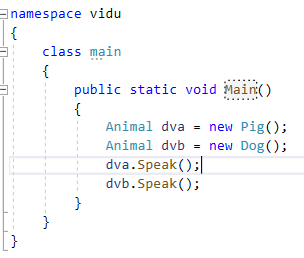 namespace vidu
{
class main
{
public static void Main()
{
Animal dva = new Pig();
Animal dvb = new Dog();
dva.Speak();
dvb.Speak();
}
}
}